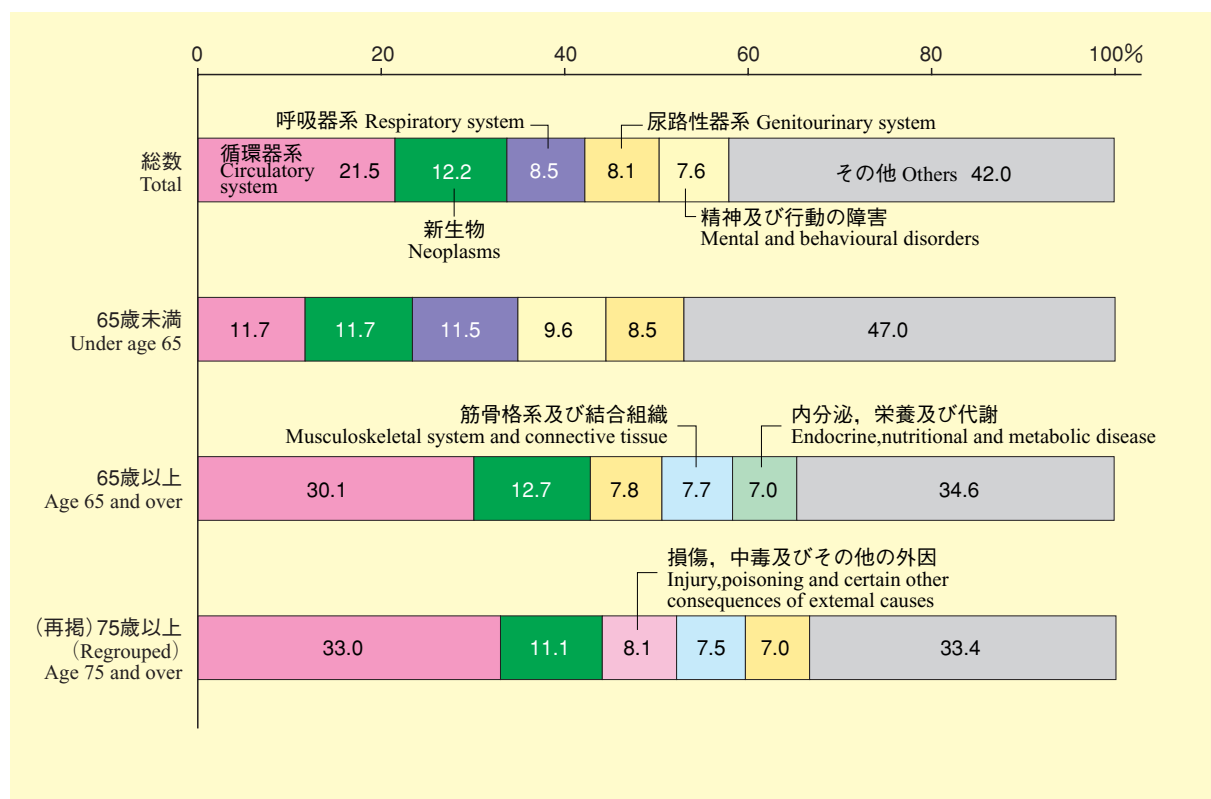 0 20 40 60 80 100%
呼吸器系 Respiratory system
尿路性器系 Genitourinary system
総数
Total
循環器系
Circulatory
system
21.5 12.2 8.5 8.1 7.6 その他 Others 42.0
新生物
Neoplasms
精神及び行動の障害
Mental and behavioural disorders
65歳未満
Under age 65
11.7 11.7 11.5 9.6 8.5 47.0
筋骨格系及び結合組織
Musculoskeletal system and connective tissue
内分泌，栄養及び代謝
Endocrine,nutritional and metabolic disease
65歳以上
Age 65 and over
30.1 12.7 7.8 7.7 7.0 34.6
損傷，中毒及びその他の外因
Injury,poisoning and certain other
consequences of extemal causes
（再掲）75歳以上
（Regrouped）
Age 75 and over
33.0 11.1 8.1 7.5 7.0 33.4